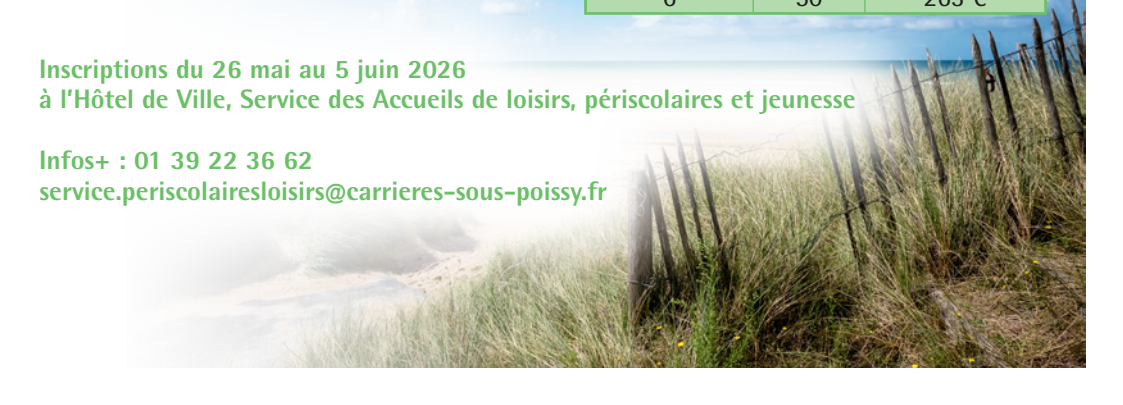 Inscriptions du 26 mai au 5 juin 2026
à l'Hôtel de Ville, Service des Accueils de loisirs, périscolaires et jeunesse
Infos+ : 01 39 22 36 62
service.periscolairesloisirs@carrieres-sous-poissy.fr